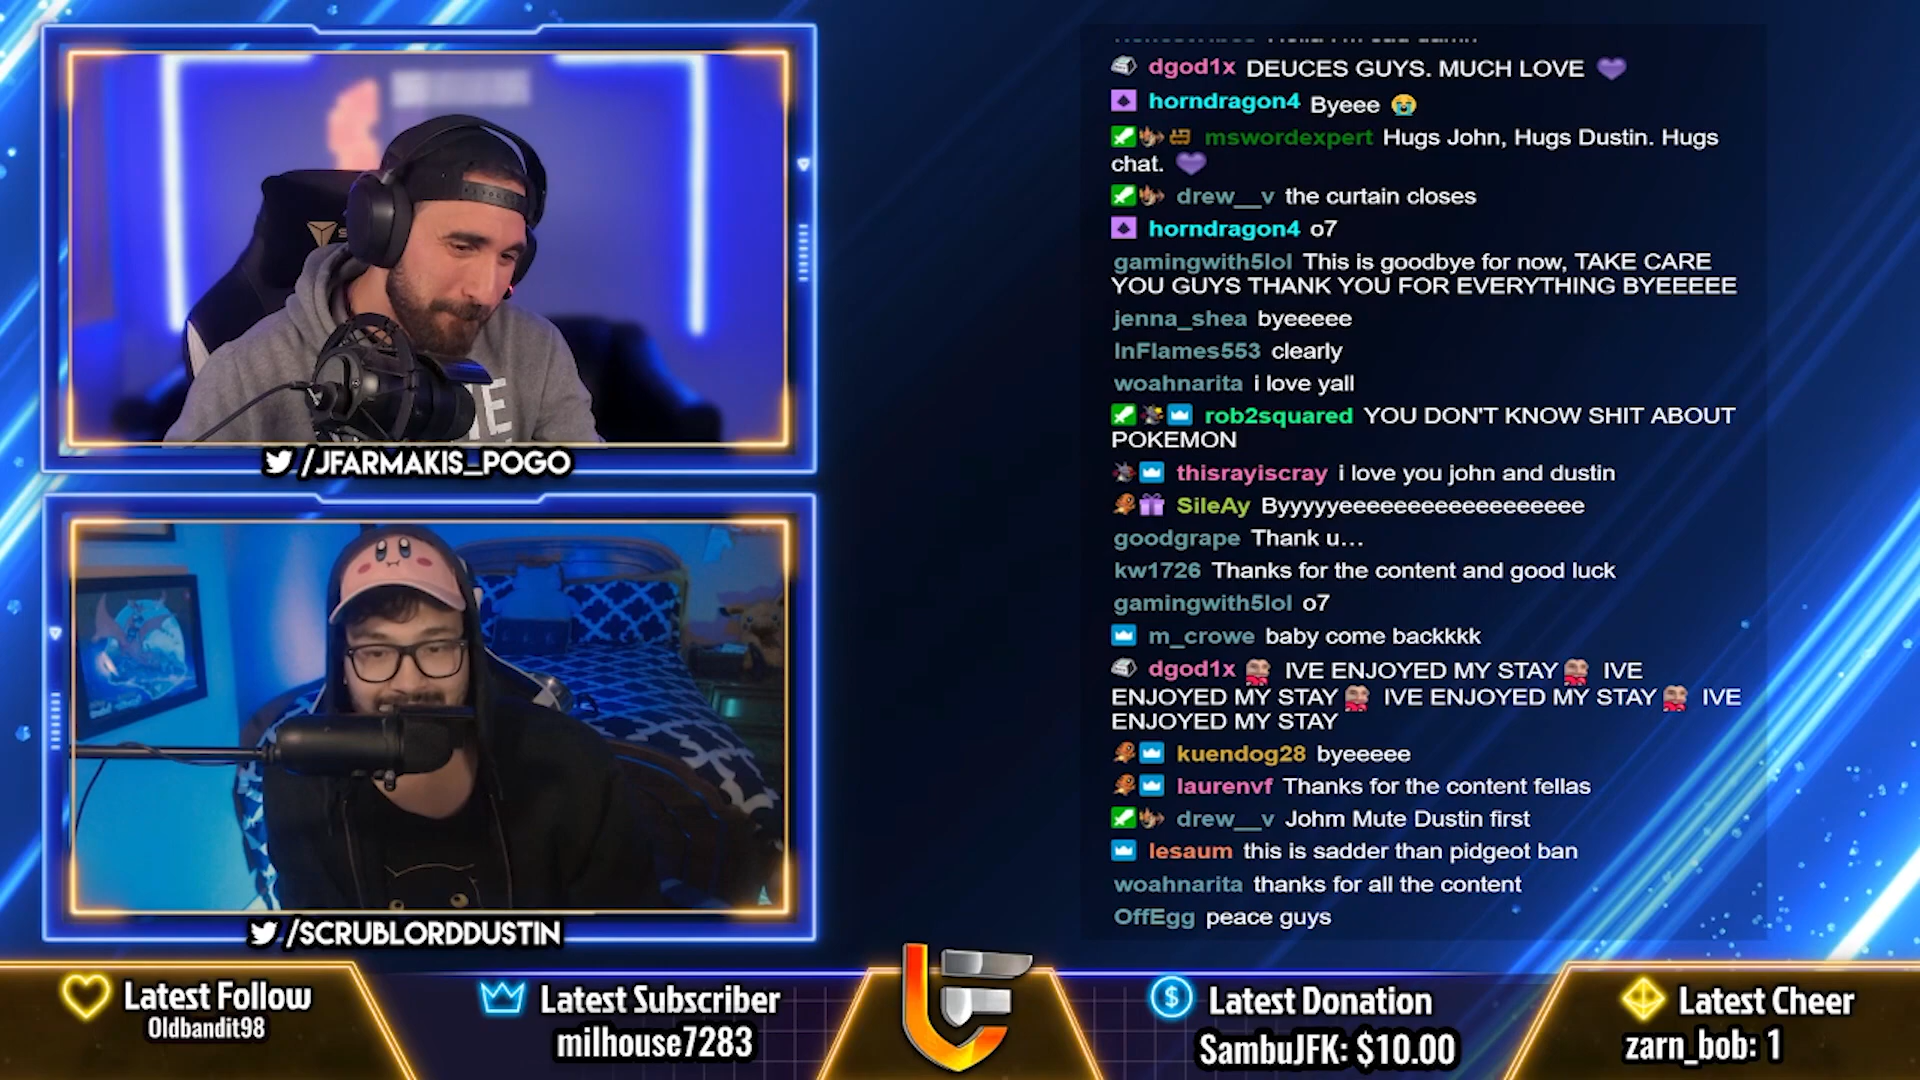 /JFARMAKIS_POGO
/SCRUBLORDDUSTIN
dgod1x DEUCES GUYS. MUCH LOVE
horndragon4 Byeee
mswordexpert Hugs John, Hugs Dustin. Hugs
chat.
drew__v the curtain closes
horndragon4 o7
gamingwith5lol This is goodbye for now, TAKE CARE
YOU GUYS THANK YOU FOR EVERYTHING BYEEEEE
jenna_shea byeeeee
InFlames553 clearly
woahnarita i love yall
rob2squared YOU DON'T KNOW SHIT ABOUT
POKEMON
thisrayiscray i love you john and dustin
SileAy Byyyyyeeeeeeeeeeeeeeeeee
goodgrape Thank u…
kw1726 Thanks for the content and good luck
gamingwith5lol o7
m_crowe baby come backkkk
dgod1x IVE ENJOYED MY STAY IVE
ENJOYED MY STAY IVE ENJOYED MY STAY IVE
ENJOYED MY STAY
kuendog28 byeeeee
laurenvf Thanks for the content fellas
drew__v Johm Mute Dustin first
lesaum this is sadder than pidgeot ban
woahnarita thanks for all the content
OffEgg peace guys
Latest Follow
Oldbandit98
Latest Subscriber
milhouse7283
Latest Donation
SambuJFK: $10.00
Latest Cheer
zarn_bob: 1